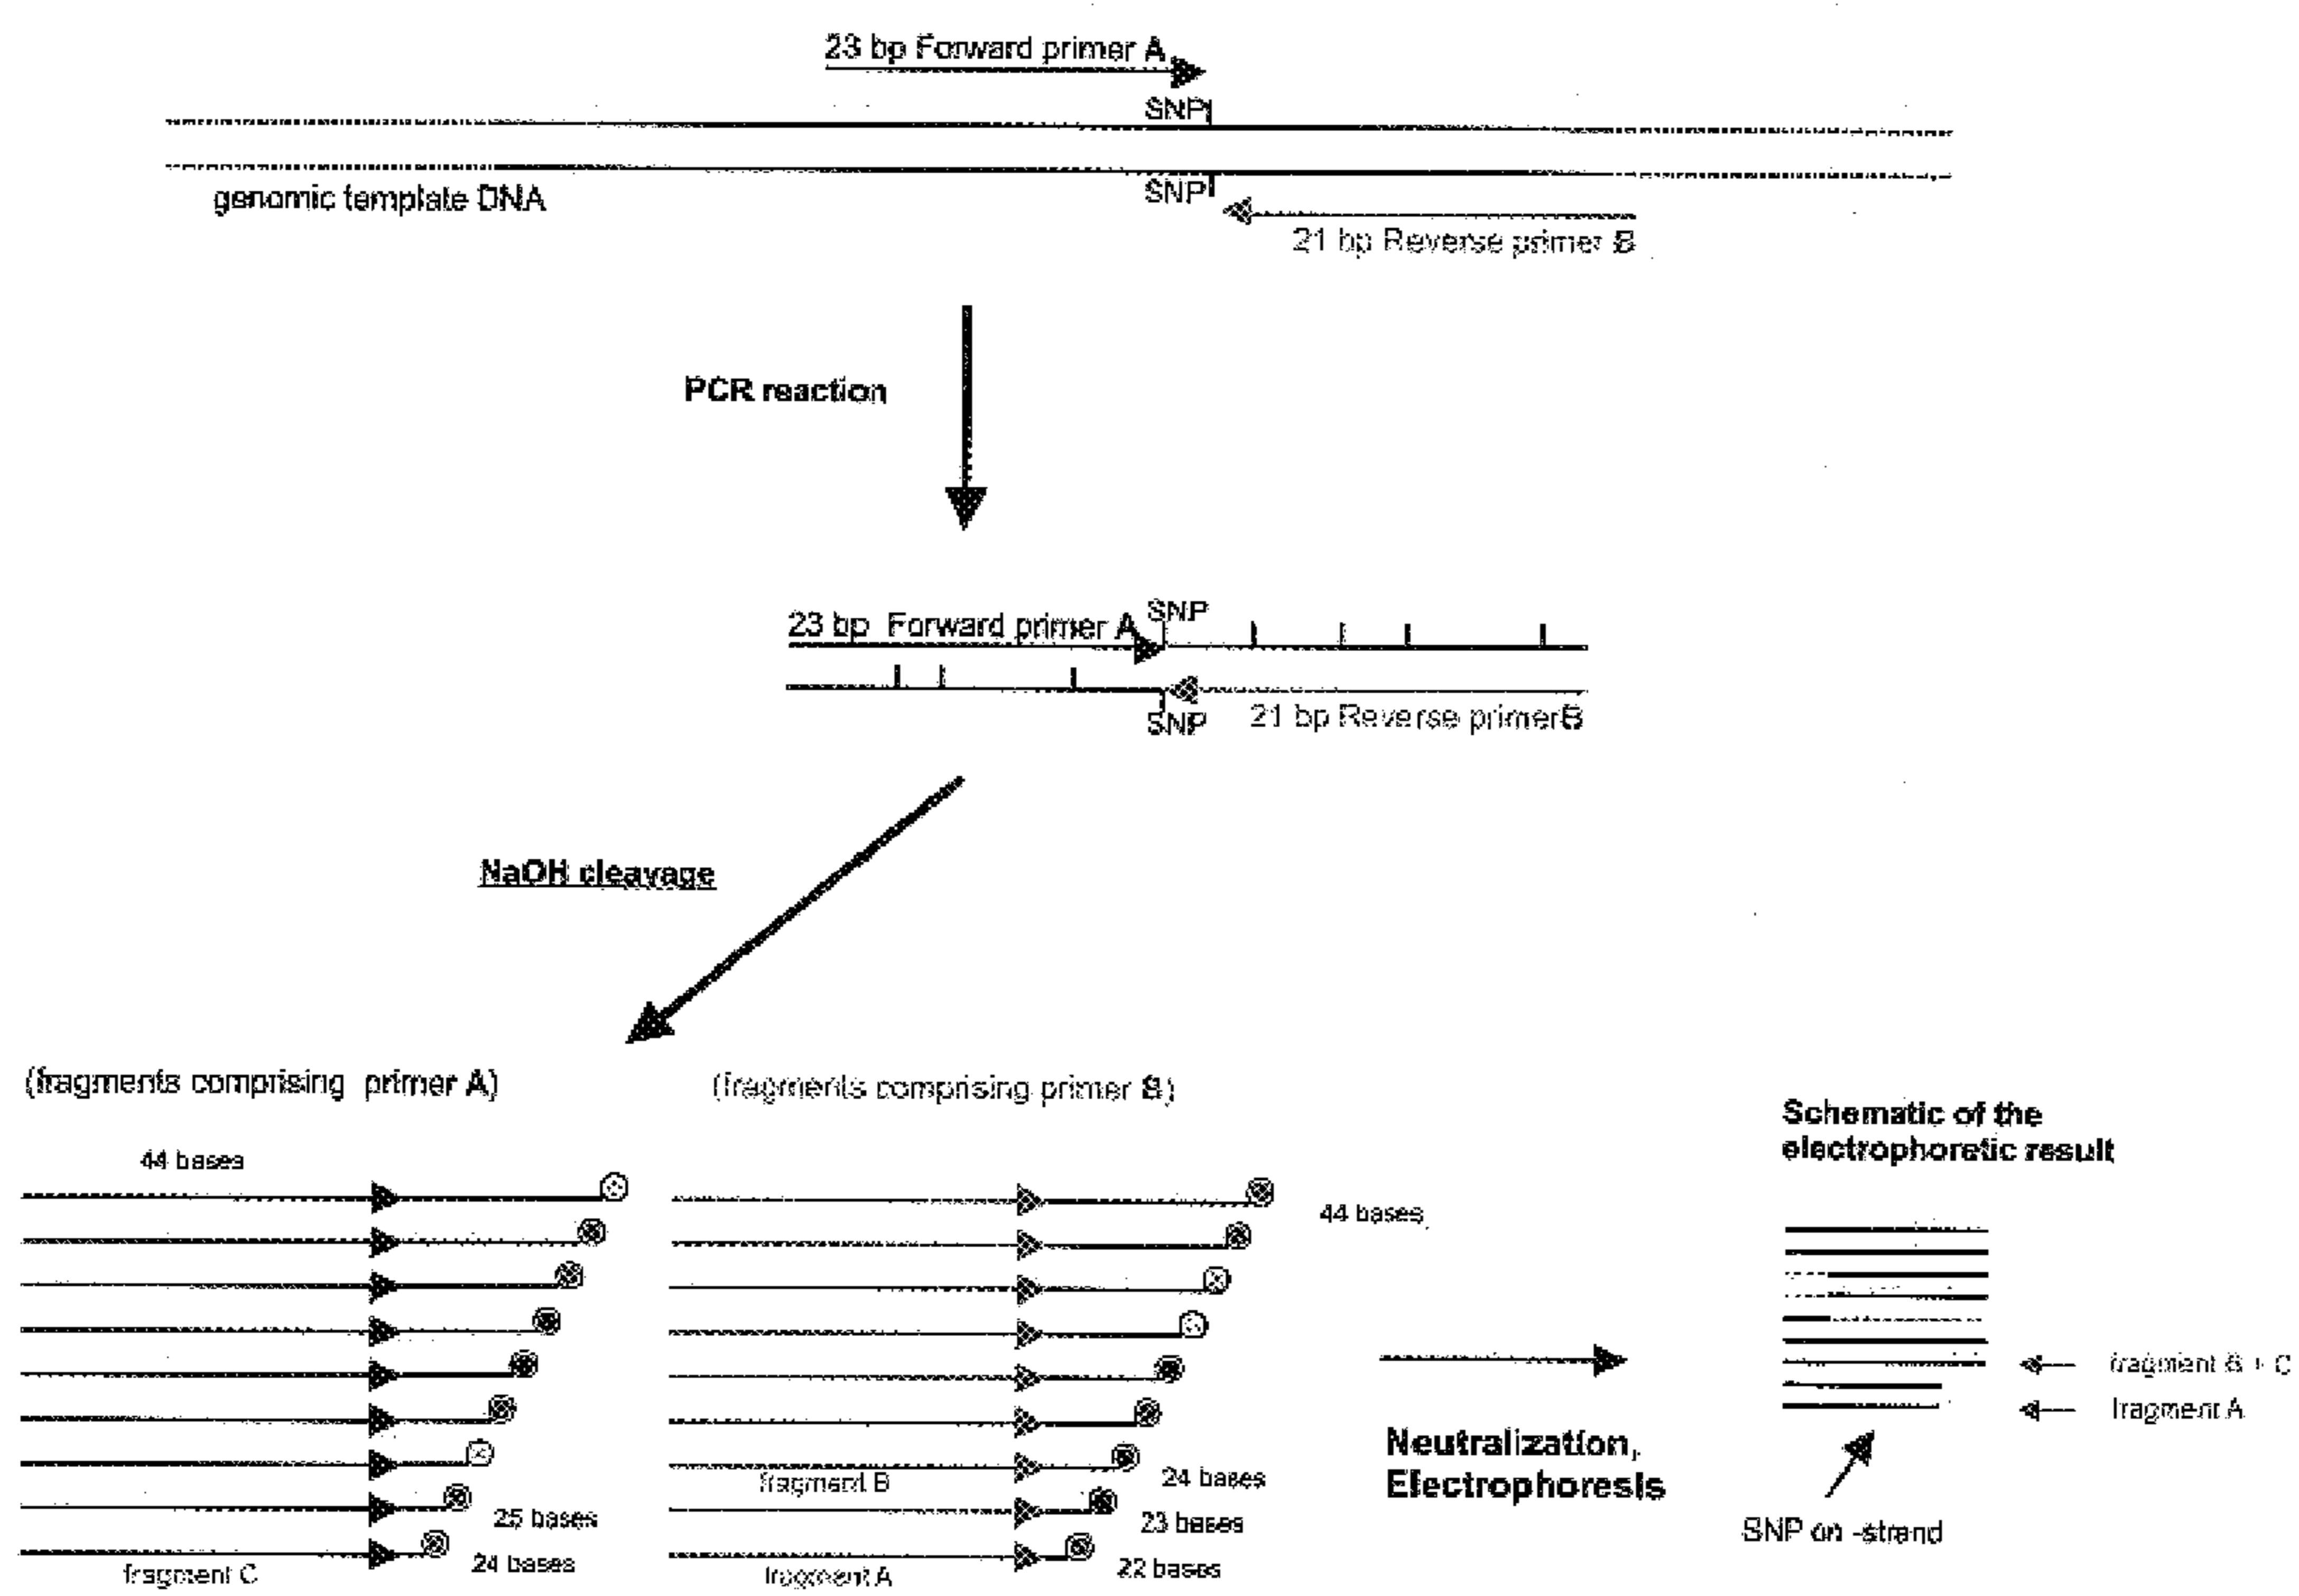 23 bp Forward primer A
SNP
SNP
genomic template DNA
21 bp Reverse primer B
PCR reaction
23 bp Forward primer A
SNP
SNP
21 bp Reverse primerB
NaOH cleavage
(fragments comprising primer A)
(fragments comprising primer B)
Schematic of the
electrophoretic result
44 bases
44 bases
fragment B + C
fragment A
Neutralization,
Electrophoresis
fragment B
24 bases
25 bases
23 bases
SNP on -strand
fragment C
24 bases
fragment A
22 bases